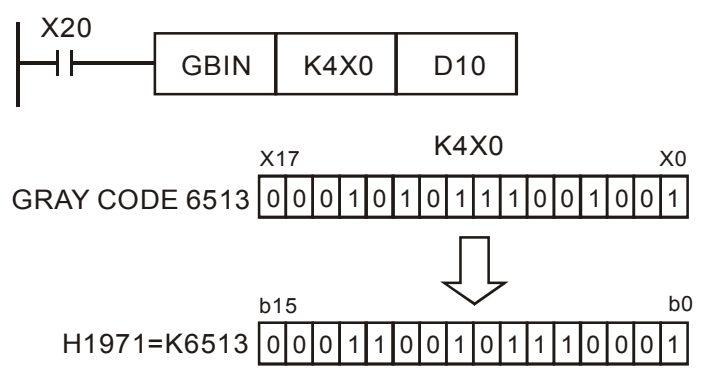 X20
GBIN K4X0 D10
K4X0
X17 X0
GRAY CODE 6513 0 0 0 1 0 1 0 1 1 1 0 0 1 0 0 1
b15 b0
H1971=K6513 0 0 0 1 1 0 0 1 0 1 1 1 0 0 0 1